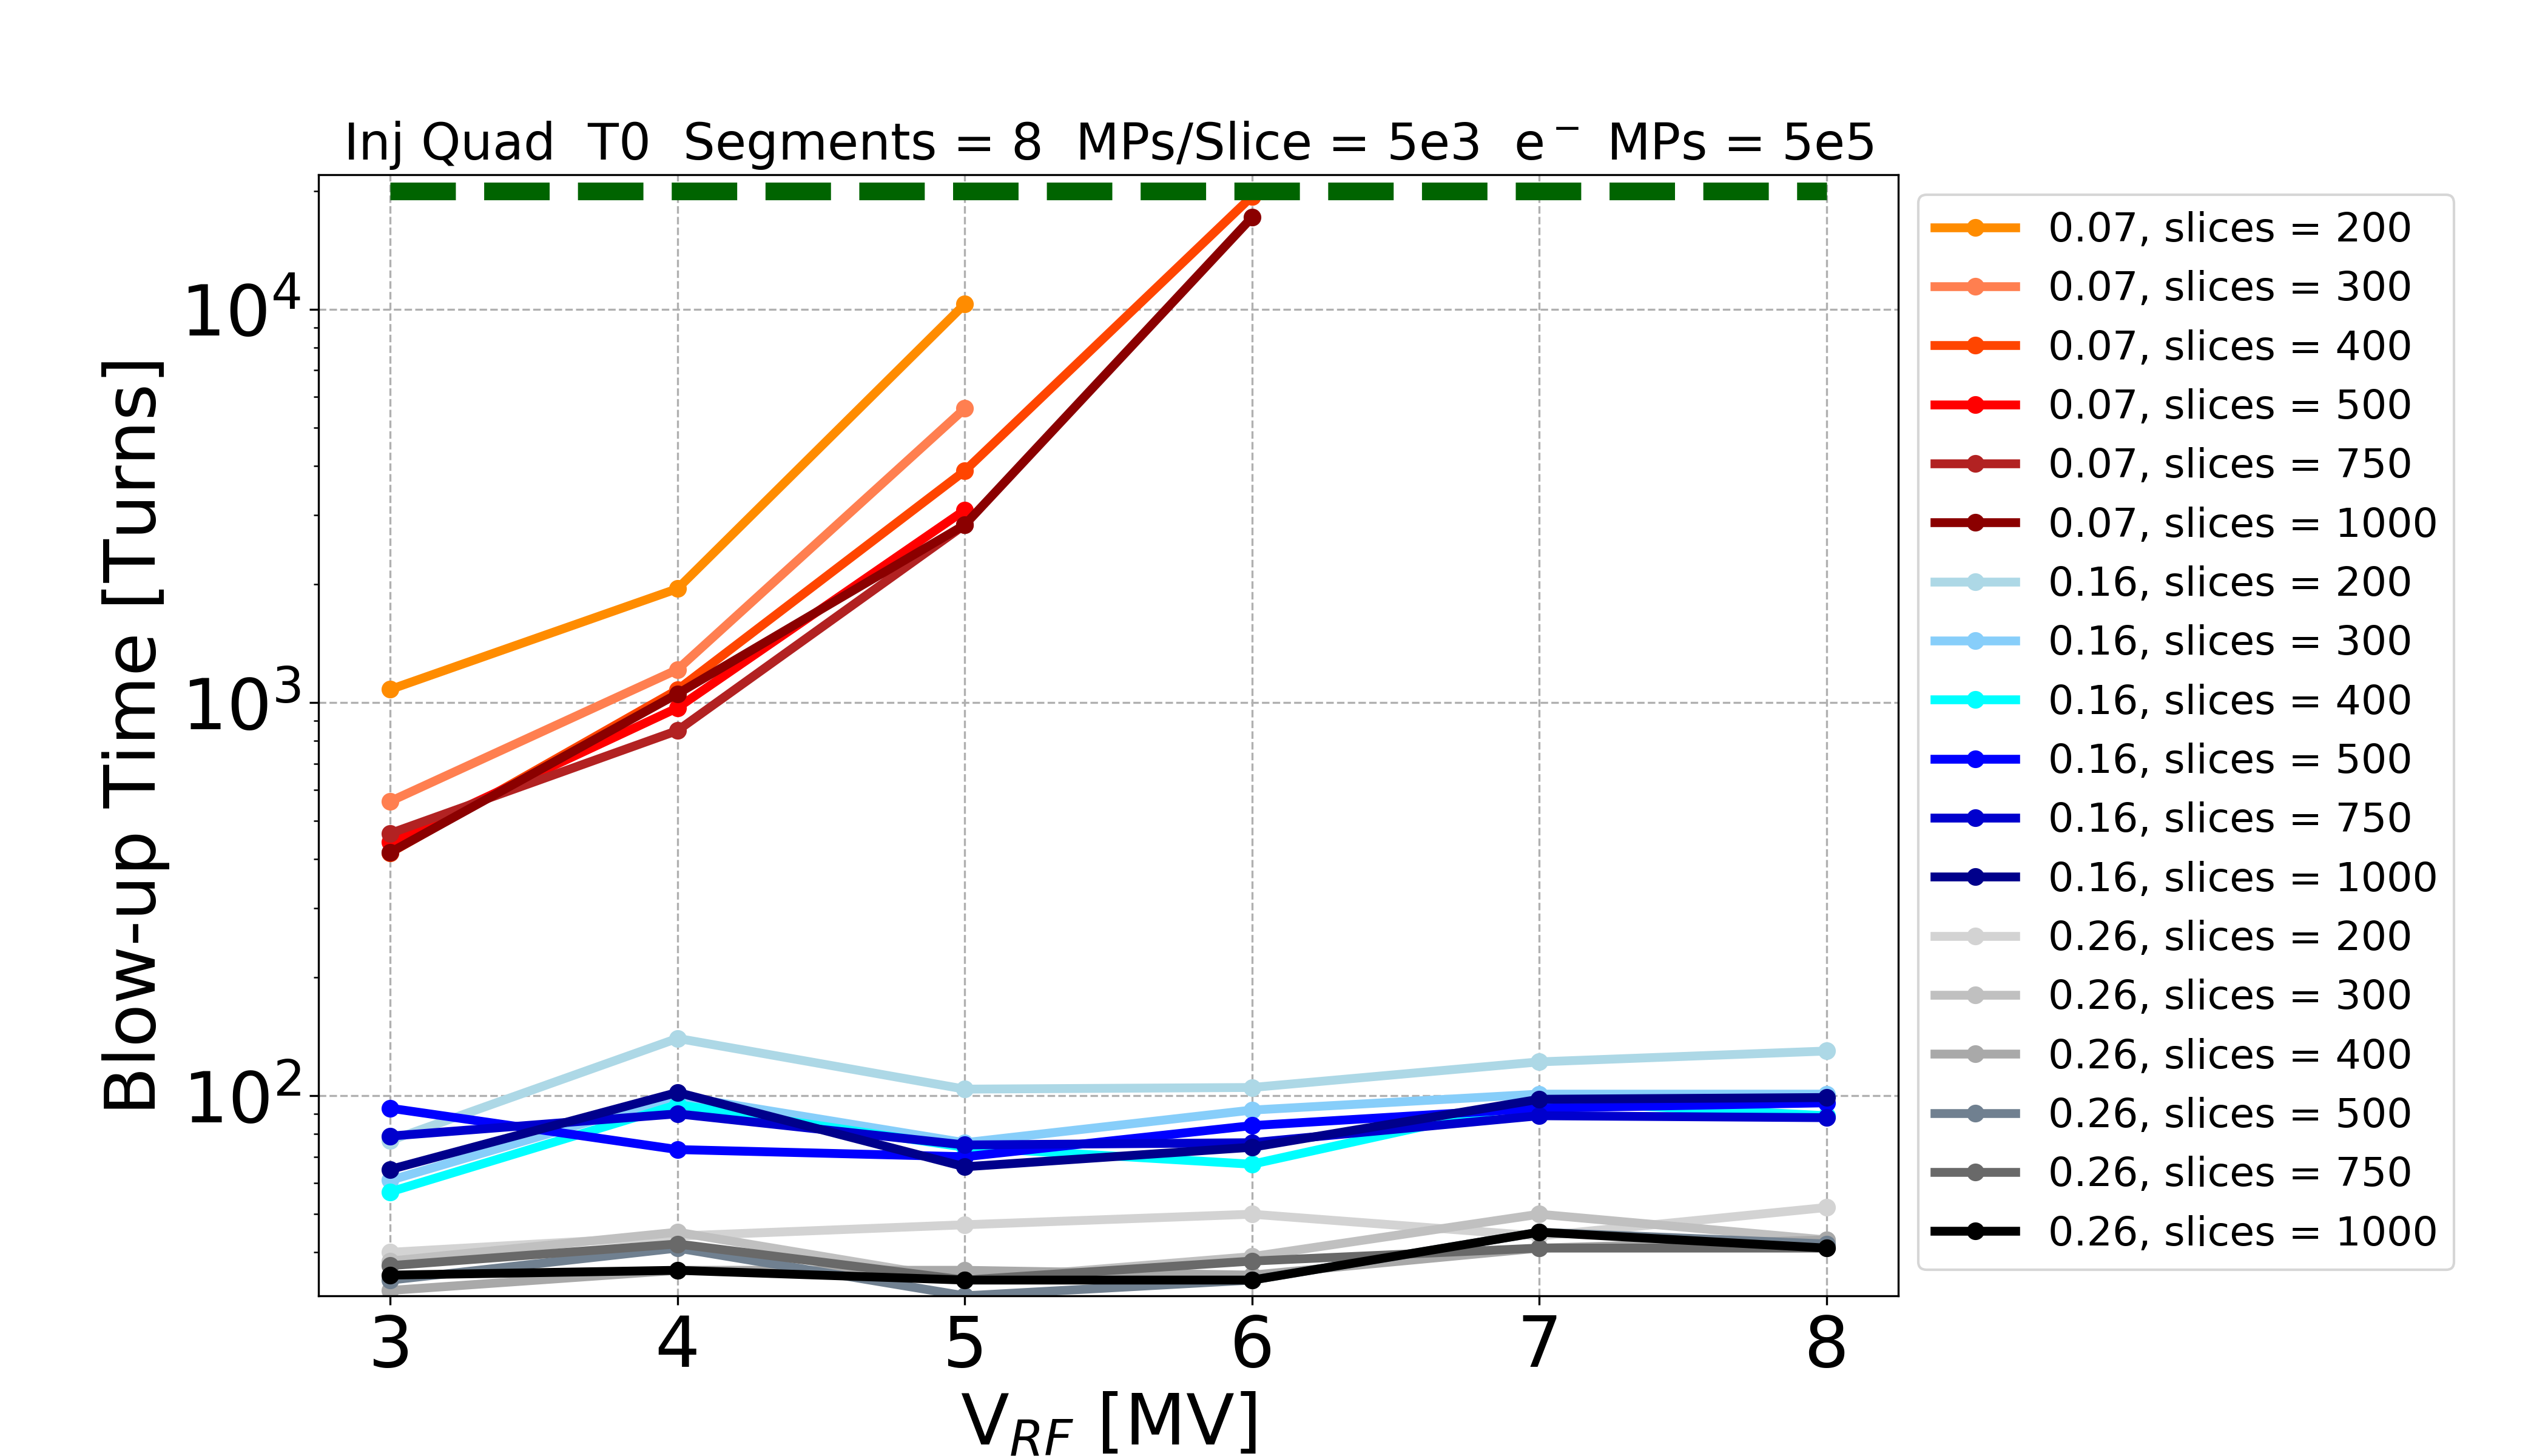 Inj Quad  T0  Segments = 8  MPs/Slice = 5e3  e⁻ MPs = 5e5
Blow-up Time [Turns]
10⁴
10³
10²
3 4 5 6 7 8
V_RF [MV]
0.07, slices = 200
0.07, slices = 300
0.07, slices = 400
0.07, slices = 500
0.07, slices = 750
0.07, slices = 1000
0.16, slices = 200
0.16, slices = 300
0.16, slices = 400
0.16, slices = 500
0.16, slices = 750
0.16, slices = 1000
0.26, slices = 200
0.26, slices = 300
0.26, slices = 400
0.26, slices = 500
0.26, slices = 750
0.26, slices = 1000